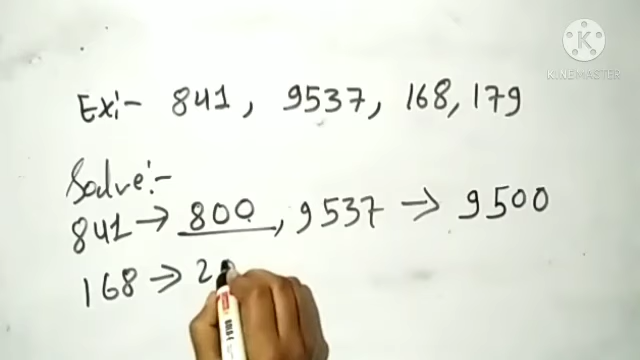 Ex:- 841, 9537, 168, 179
Solve:-
841 → 800, 9537 → 9500
168 → 2
K
KINEMASTER